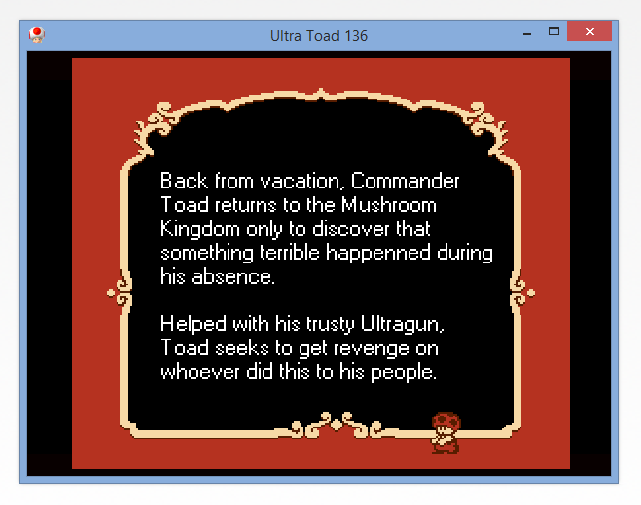 Ultra Toad 136
Back from vacation, Commander
Toad returns to the Mushroom
Kingdom only to discover that
something terrible happenned during
his absence.
Helped with his trusty Ultragun,
Toad seeks to get revenge on
whoever did this to his people.